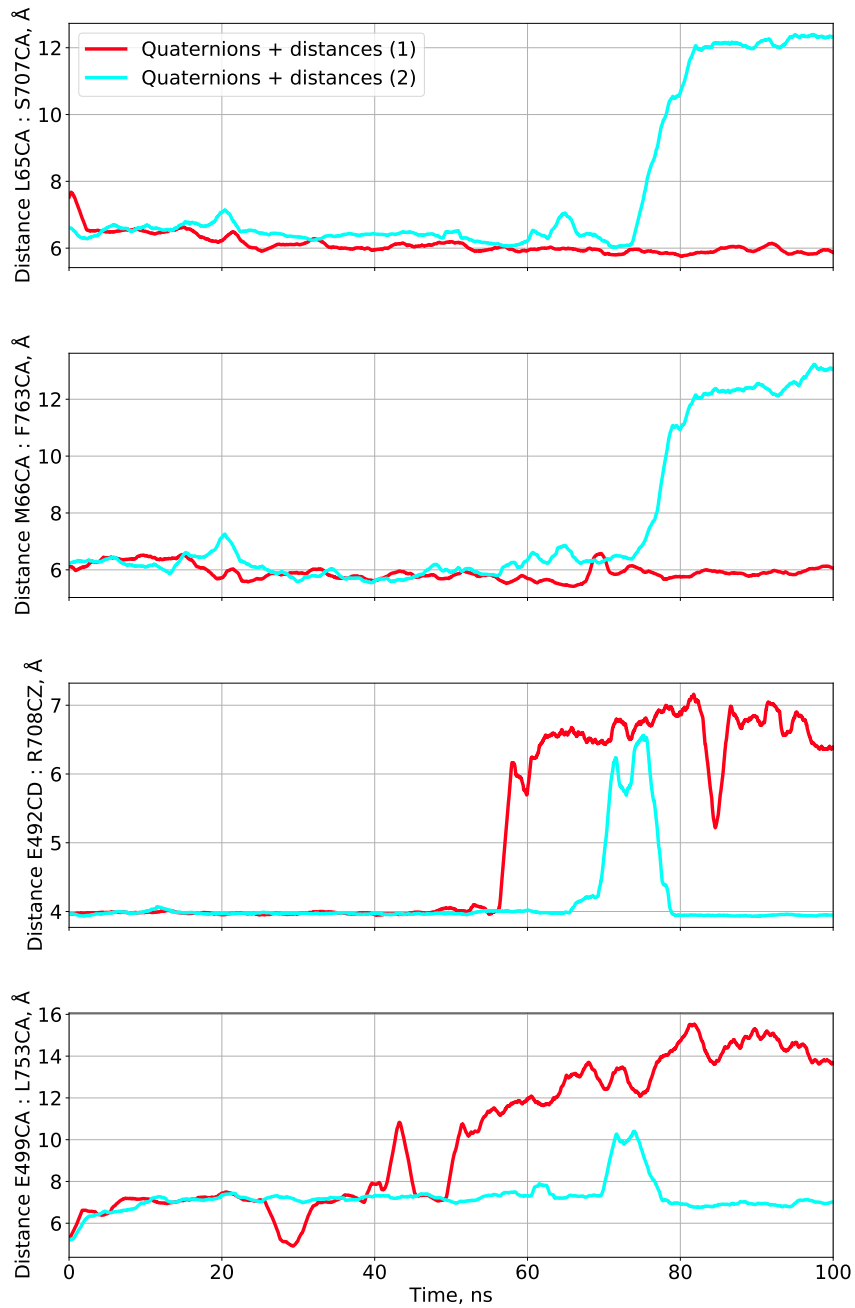 Distance L65CA : S707CA, Å
12
10
8
6
Quaternions + distances (1)
Quaternions + distances (2)
Distance M66CA : F763CA, Å
12
10
8
6
Distance E492CD : R708CZ, Å
7
6
5
4
Distance E499CA : L753CA, Å
16
14
12
10
8
6
0 20 40 60 80 100
Time, ns